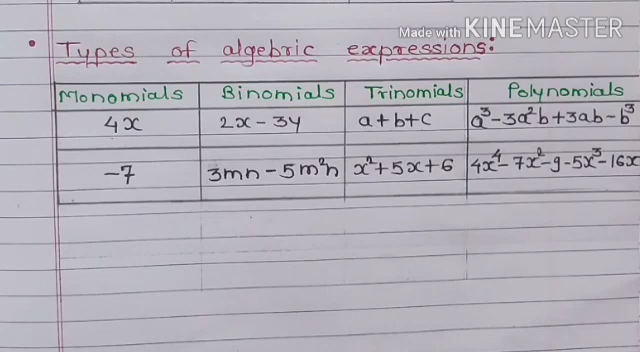 Made with KINEMASTER
• Types of algebric expressions:
Monomials Binomials Trinomials Polynomials
4x 2x - 3y a+b+c a³-3a²b+3ab-b³
-7 3mn - 5m²n x²+5x+6 4x⁴-7x²-9-5x³-16x